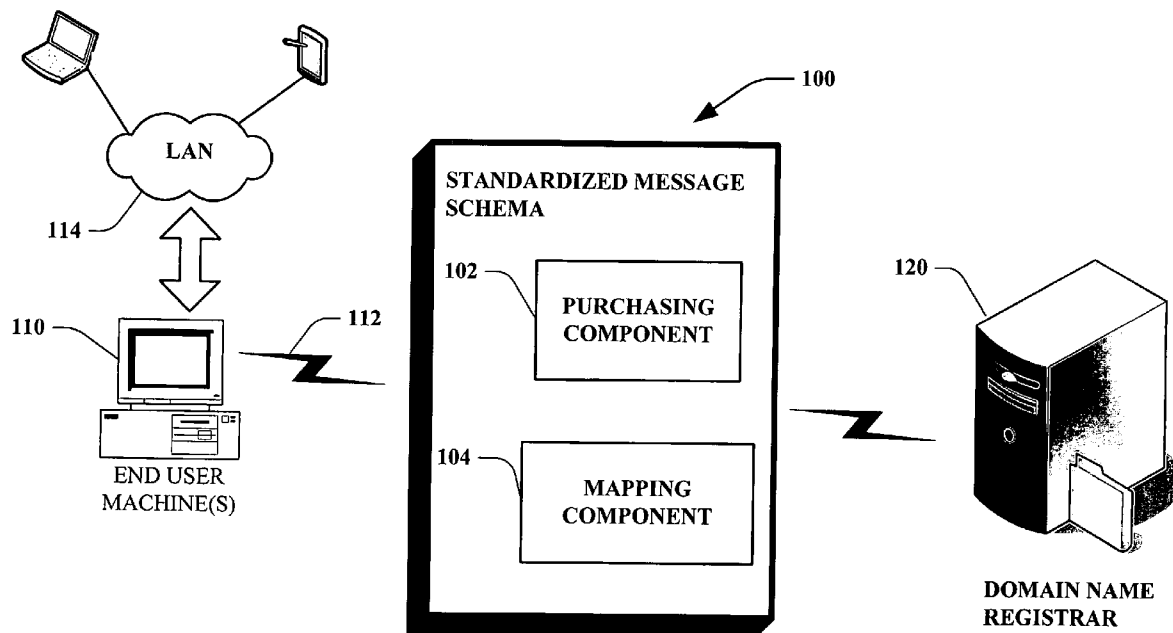 100
LAN
114
STANDARDIZED MESSAGE
SCHEMA
102
PURCHASING
COMPONENT
120
110
112
104
MAPPING
COMPONENT
END USER
MACHINE(S)
DOMAIN NAME
REGISTRAR